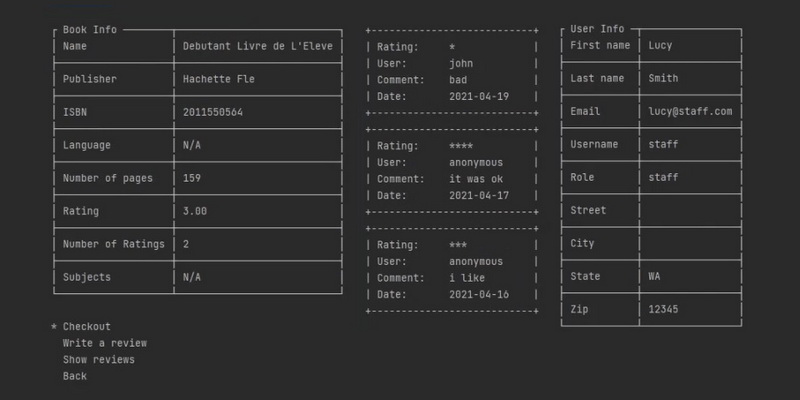 Book Info
Name Debutant Livre de L'Eleve
Publisher Hachette Fle
ISBN 2011550564
Language N/A
Number of pages 159
Rating 3.00
Number of Ratings 2
Subjects N/A
* Checkout
Write a review
Show reviews
Back
Rating: *
User: john
Comment: bad
Date: 2021-04-19
Rating: ****
User: anonymous
Comment: it was ok
Date: 2021-04-17
Rating: ***
User: anonymous
Comment: i like
Date: 2021-04-16
User Info
First name Lucy
Last name Smith
Email lucy@staff.com
Username staff
Role staff
Street
City
State WA
Zip 12345